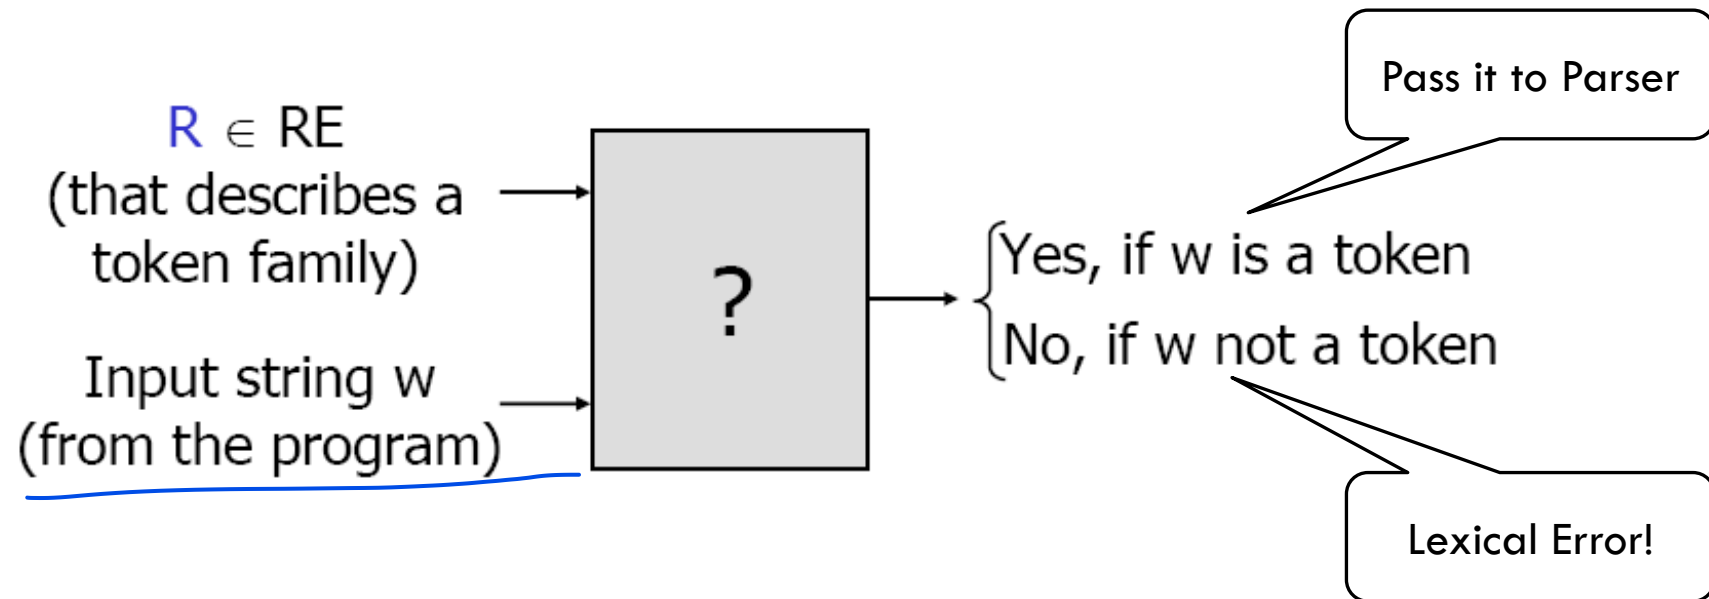 Pass it to Parser
R ∈ RE
(that describes a
token family)
?
Yes, if w is a token
No, if w not a token
Input string w
(from the program)
Lexical Error!